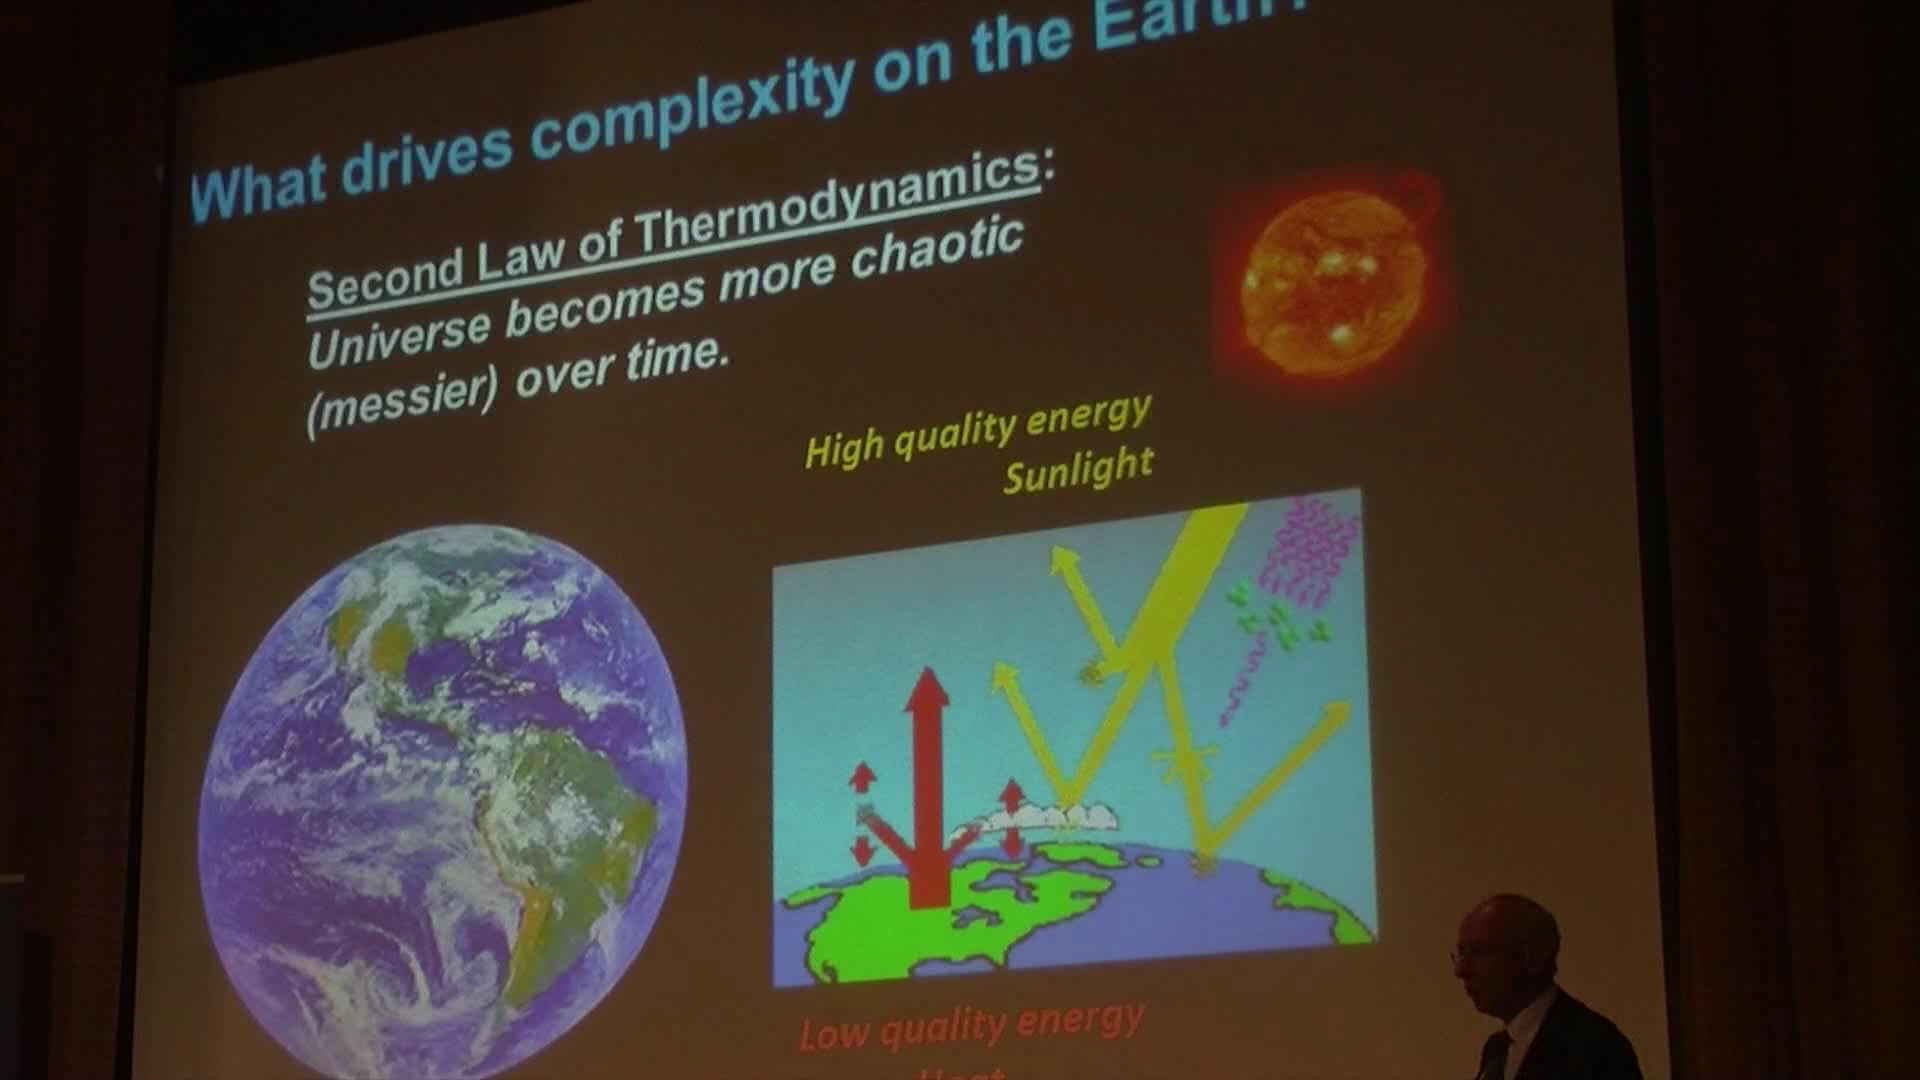 What drives complexity on the Earth?
Second Law of Thermodynamics:
Universe becomes more chaotic
(messier) over time.
High quality energy
Sunlight
Low quality energy
Heat